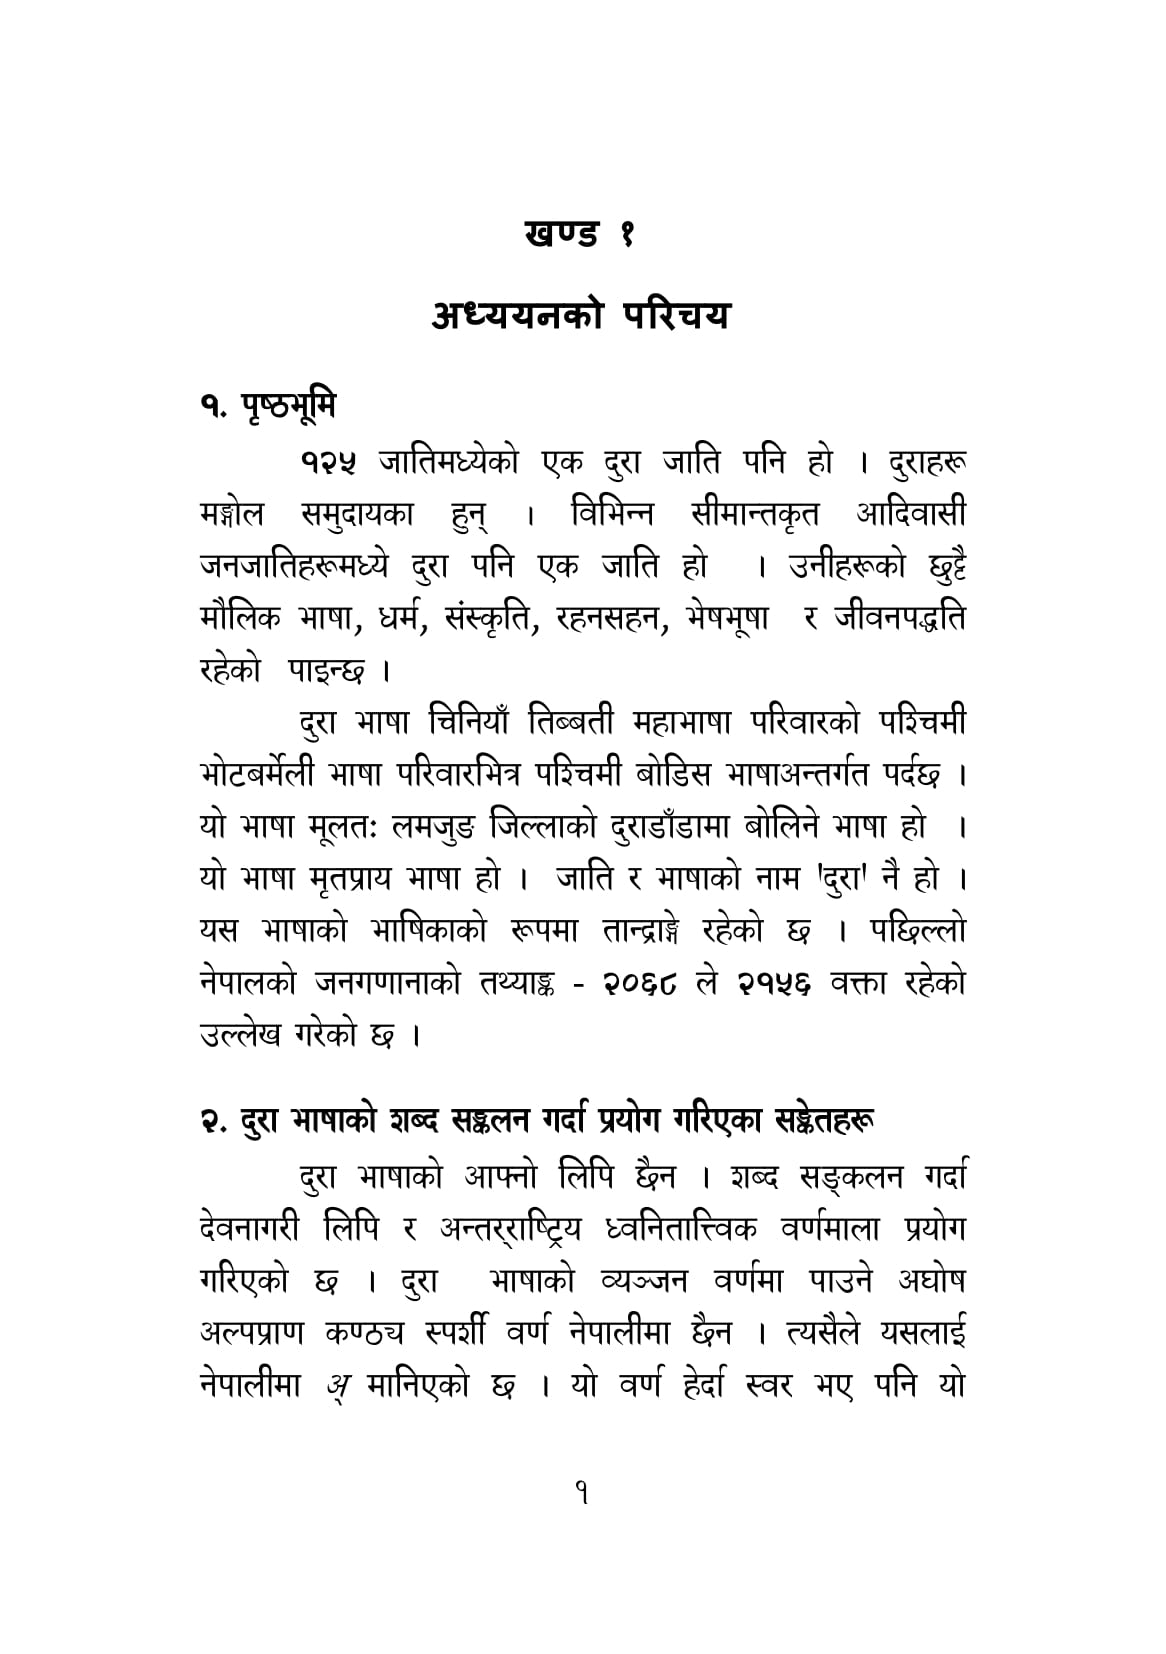 खण्ड १
अध्ययनको परिचय
१. पृष्ठभूमि
१२५ जातिमध्येको एक दुरा जाति पनि हो । दुराहरू
मङ्गोल समुदायका हुन् । विभिन्न सीमान्तकृत आदिवासी
जनजातिहरूमध्ये दुरा पनि एक जाति हो । उनीहरूको छुट्टै
मौलिक भाषा, धर्म, संस्कृति, रहनसहन, भेषभूषा र जीवनपद्धति
रहेको पाइन्छ ।
दुरा भाषा चिनियाँ तिब्बती महाभाषा परिवारको पश्चिमी
भोटबर्मेली भाषा परिवारभित्र पश्चिमी बोडिस भाषाअन्तर्गत पर्दछ ।
यो भाषा मूलतः लमजुङ जिल्लाको दुराडाँडामा बोलिने भाषा हो ।
यो भाषा मृतप्राय भाषा हो । जाति र भाषाको नाम 'दुरा' नै हो ।
यस भाषाको भाषिकाको रूपमा तान्द्राङ्गे रहेको छ । पछिल्लो
नेपालको जनगणानाको तथ्याङ्क - २०६८ ले २१५६ वक्ता रहेको
उल्लेख गरेको छ ।
२. दुरा भाषाको शब्द सङ्कलन गर्दा प्रयोग गरिएका सङ्केतहरू
दुरा भाषाको आफ्नो लिपि छैन । शब्द सङ्‌कलन गर्दा
देवनागरी लिपि र अन्तर्राष्ट्रिय ध्वनितात्त्विक वर्णमाला प्रयोग
गरिएको छ । दुरा भाषाको व्यञ्जन वर्णमा पाउने अघोष
अल्पप्राण कण्ठ्य स्पर्शी वर्ण नेपालीमा छैन । त्यसैले यसलाई
नेपालीमा अ् मानिएको छ । यो वर्ण हेर्दा स्वर भए पनि यो
१